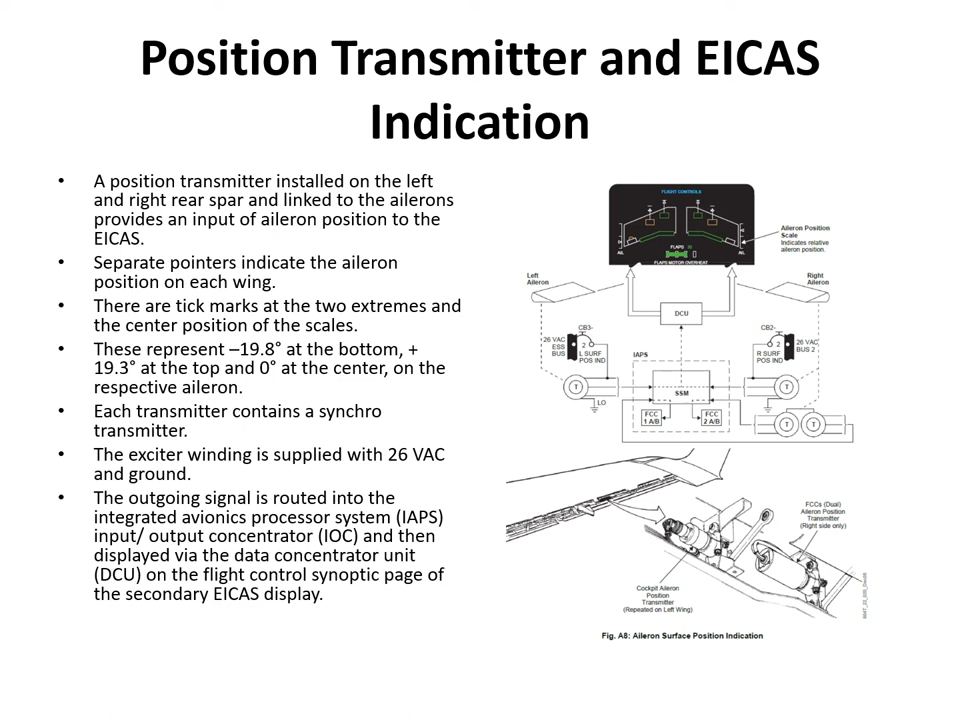 Position Transmitter and EICAS
Indication
• A position transmitter installed on the left
and right rear spar and linked to the ailerons
provides an input of aileron position to the
EICAS.
• Separate pointers indicate the aileron
position on each wing.
• There are tick marks at the two extremes and
the center position of the scales.
• These represent –19.8° at the bottom, +
19.3° at the top and 0° at the center, on the
respective aileron.
• Each transmitter contains a synchro
transmitter.
• The exciter winding is supplied with 26 VAC
and ground.
• The outgoing signal is routed into the
integrated avionics processor system (IAPS)
input/ output concentrator (IOC) and then
displayed via the data concentrator unit
(DCU) on the flight control synoptic page of
the secondary EICAS display.
FLIGHT CONTROLS
AIL
AIL
FLAPS
FLAPS MOTOR OVERHEAT
Aileron Position
Scale
Indicates relative
aileron position.
Left
Aileron
Right
Aileron
DCU
26 VAC
ESS
BUS
CB3-
2
L SURF
POS IND
CB2-
2
R SURF
POS IND
26 VAC
BUS 2
IAPS
T
LO
SSM
T
FCC
1 A/B
FCC
2 A/B
T
T
FCCs (Dual)
Aileron Position
Transmitter
(Right side only)
Cockpit Aileron
Position
Transmitter
(Repeated on Left Wing)
Fig. A8: Aileron Surface Position Indication